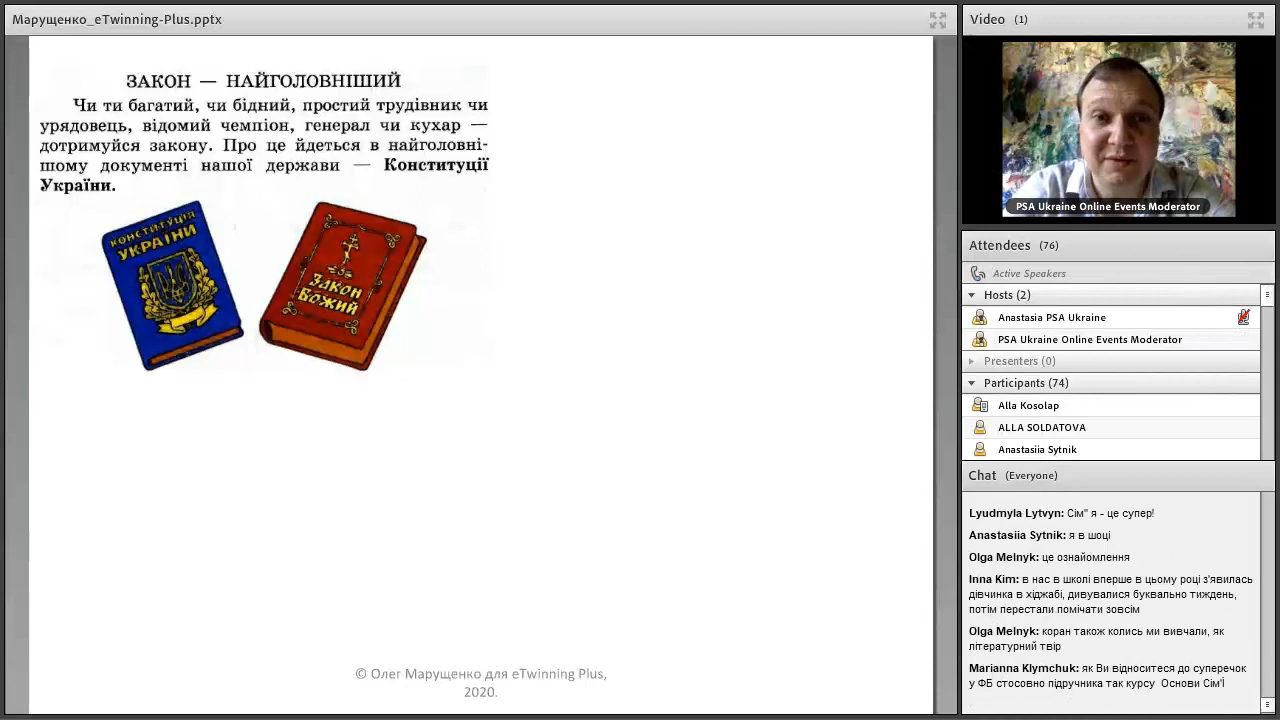 Марущенко_eTwinning-Plus.pptx
ЗАКОН — НАЙГОЛОВНІШИЙ
Чи ти багатий, чи бідний, простий трудівник чи
урядовець, відомий чемпіон, генерал чи кухар —
дотримуйся закону. Про це йдеться в найголовні-
шому документі нашої держави — Конституції
України.
КОНСТИТУЦІЯ
УКРАЇНИ
Закон
Божий
© Олег Марущенко для eTwinning Plus,
2020.
Video (1)
PSA Ukraine Online Events Moderator
Attendees (76)
Active Speakers
Hosts (2)
Anastasia PSA Ukraine
PSA Ukraine Online Events Moderator
Presenters (0)
Participants (74)
Alla Kosolap
ALLA SOLDATOVA
Anastasiia Sytnik
Chat (Everyone)
Lyudmyla Lytvyn: Сім" я - це супер!
Anastasiia Sytnik: я в шоці
Olga Melnyk: це ознайомлення
Inna Kim: в нас в школі вперше в цьому році з'явилась
дівчинка в хіджабі, дивувалися буквально тиждень,
потім перестали помічати зовсім
Olga Melnyk: коран також колись ми вивчали, як
літературний твір
Marianna Klymchuk: як Ви відноситеся до суперечок
у ФБ стосовно підручника так курсу Основи Сім'Ї